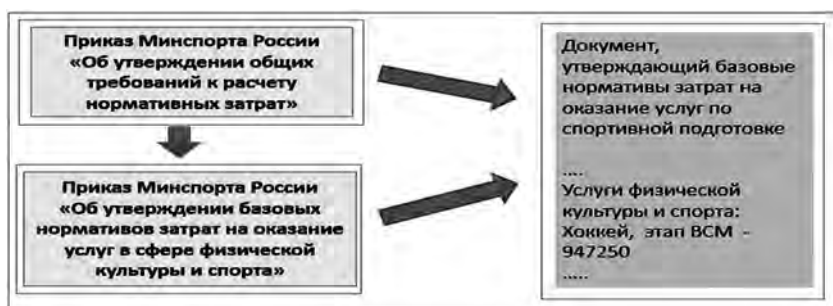 Приказ Минспорта России
«Об утверждении общих
требований к расчету
нормативных затрат»
Приказ Минспорта России
«Об утверждении базовых
нормативов затрат на оказание
услуг в сфере физической
культуры и спорта»
Документ,
утверждающий базовые
нормативы затрат на
оказание услуг по
спортивной подготовке
....
Услуги физической
культуры и спорта:
Хоккей, этап ВСМ -
947250
.....